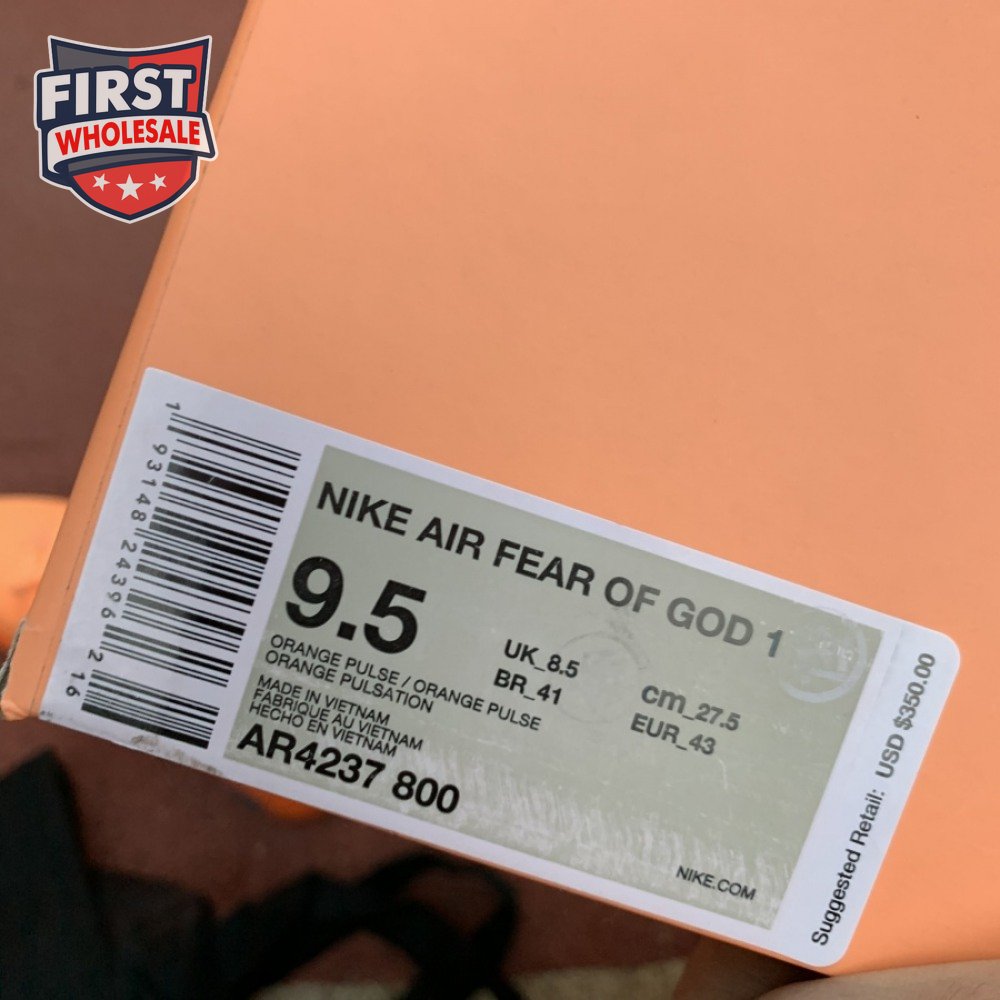 FIRST
WHOLESALE
1 93148 24396 2 16
NIKE AIR FEAR OF GOD 1
9.5
UK_8.5
BR_41
cm_27.5
EUR_43
ORANGE PULSE / ORANGE PULSE
ORANGE PULSATION
MADE IN VIETNAM
FABRIQUE AU VIETNAM
HECHO EN VIETNAM
AR4237 800
NIKE.COM
Suggested Retail: USD $350.00